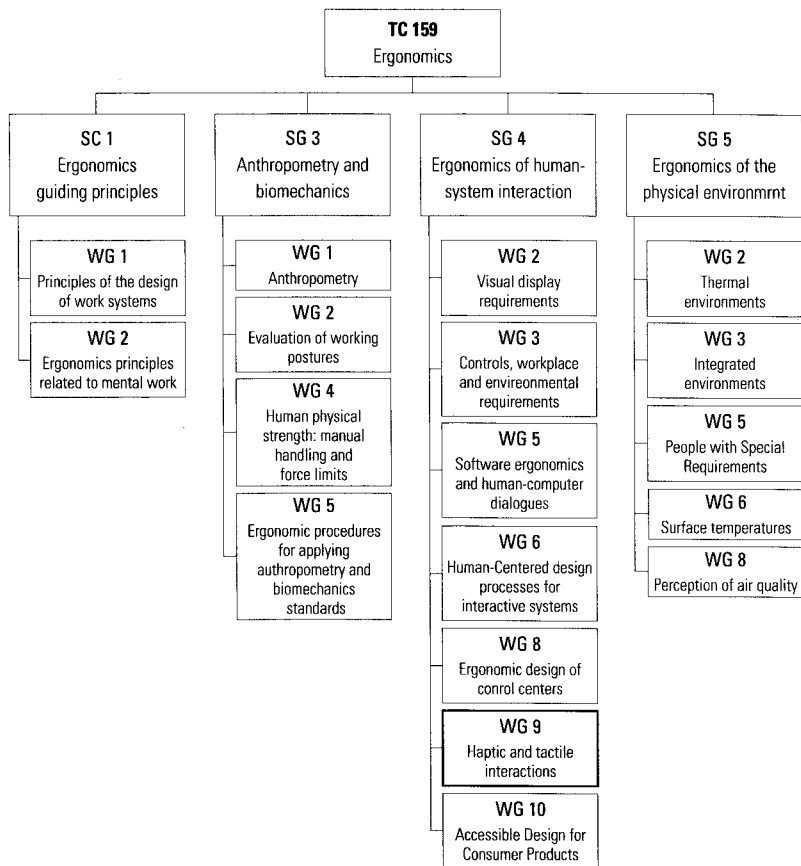 TC 159
Ergonomics
SC 1
Ergonomics
guiding principles
WG 1
Principles of the design
of work systems
WG 2
Ergonomics principles
related to mental work
SG 3
Anthropometry and
biomechanics
WG 1
Anthropometry
WG 2
Evaluation of working
postures
WG 4
Human physical
strength: manual
handling and
force limits
WG 5
Ergonomic procedures
for applying
authropometry and
biomechanics
standards
SG 4
Ergonomics of human-
system interaction
WG 2
Visual display
requirements
WG 3
Controls, workplace
and environmental
requirements
WG 5
Software ergonomics
and human-computer
dialogues
WG 6
Human-Centered design
processes for
interactive systems
WG 8
Ergonomic design of
conrol centers
WG 9
Haptic and tactile
interactions
WG 10
Accessible Design for
Consumer Products
SG 5
Ergonomics of the
physical environmrnt
WG 2
Thermal
environments
WG 3
Integrated
environments
WG 5
People with Special
Requirements
WG 6
Surface temperatures
WG 8
Perception of air quality